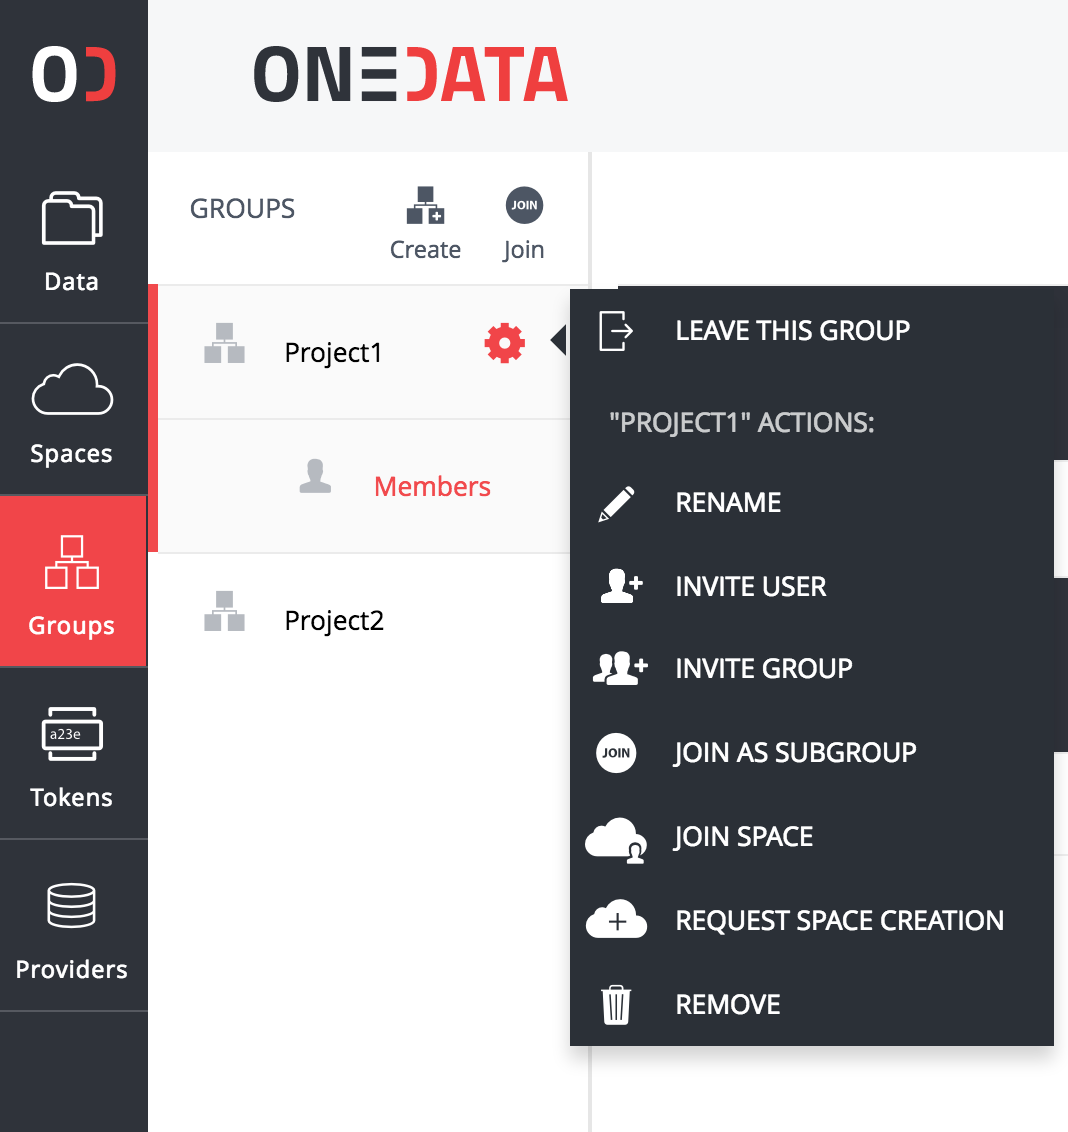 OD
ONEDATA
Data
Spaces
Groups
a23e
Tokens
Providers
GROUPS
Create
JOIN
Join
Project1
Members
Project2
LEAVE THIS GROUP
"PROJECT1" ACTIONS:
RENAME
INVITE USER
INVITE GROUP
JOIN
JOIN AS SUBGROUP
JOIN SPACE
REQUEST SPACE CREATION
REMOVE